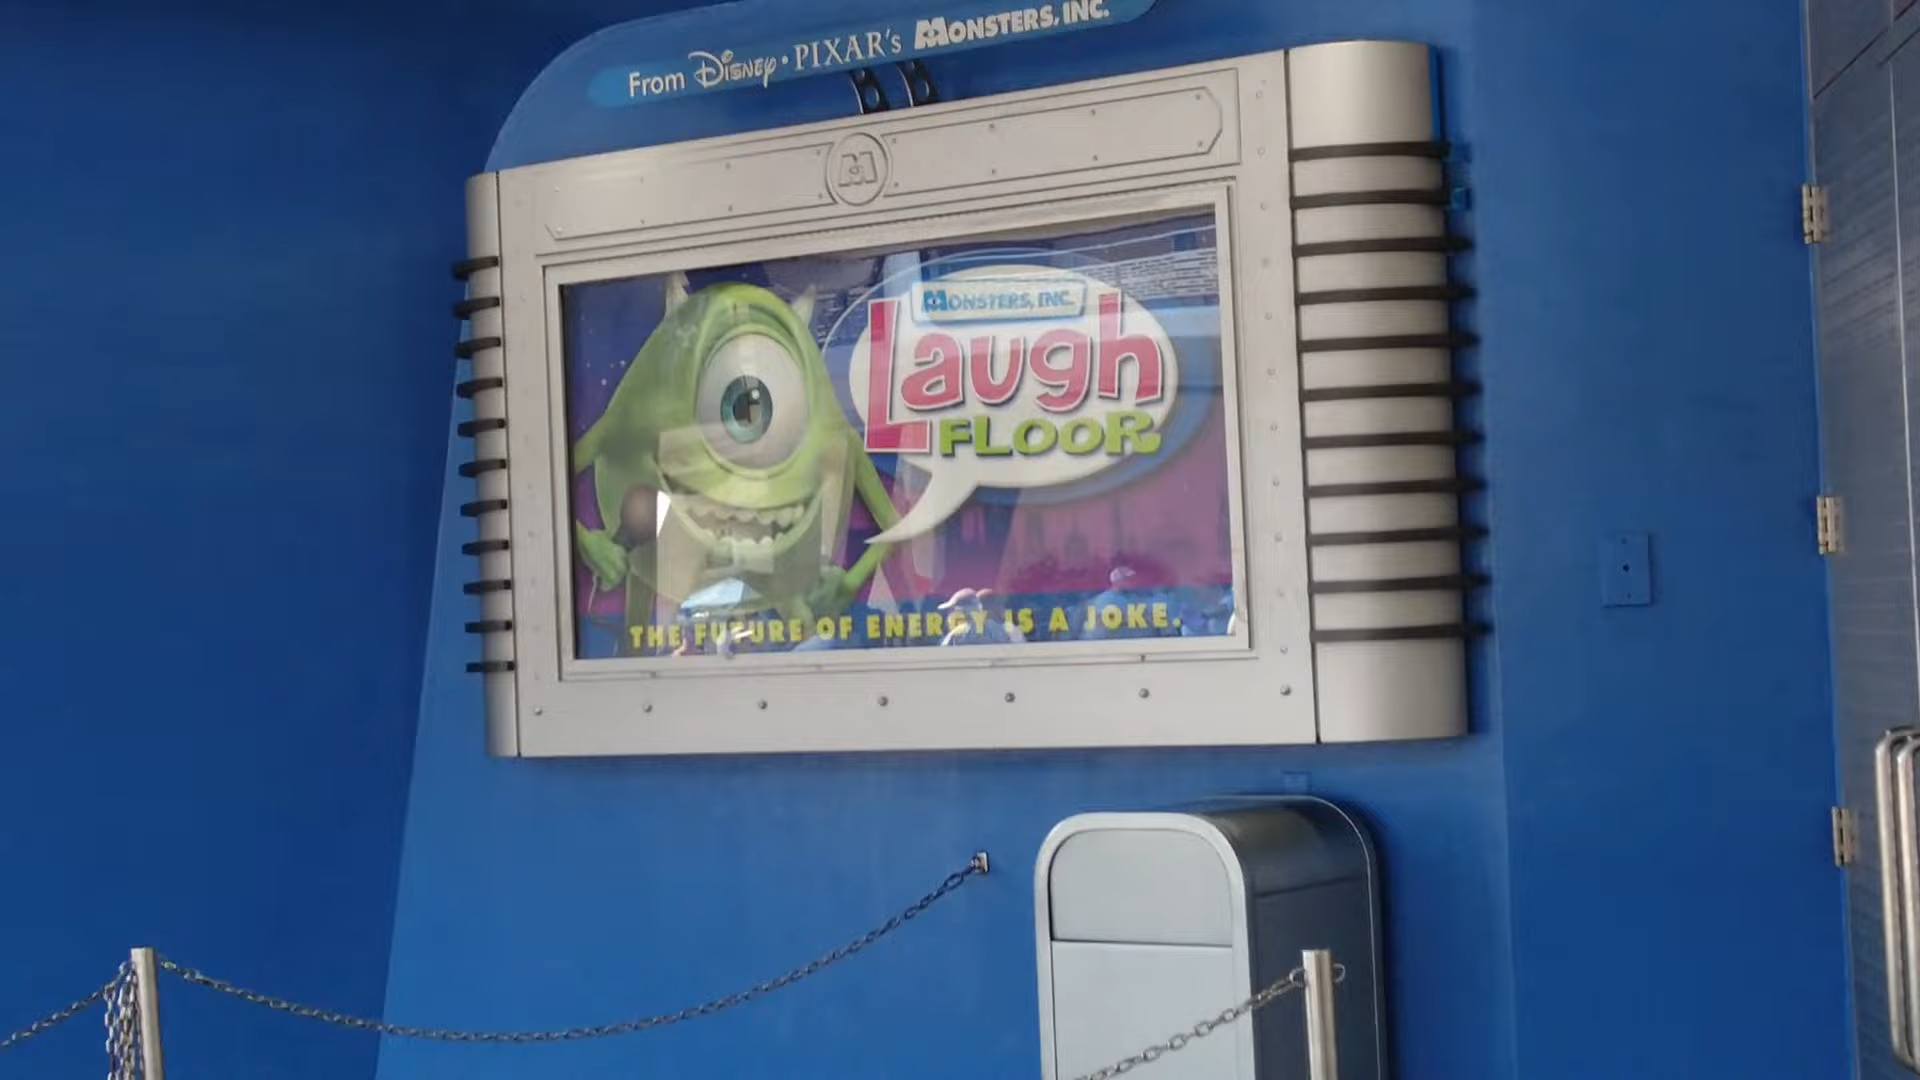 From Disney • PIXAR's MONSTERS, INC.
M
MONSTERS, INC.
Laugh
FLOOR
THE FUTURE OF ENERGY IS A JOKE.